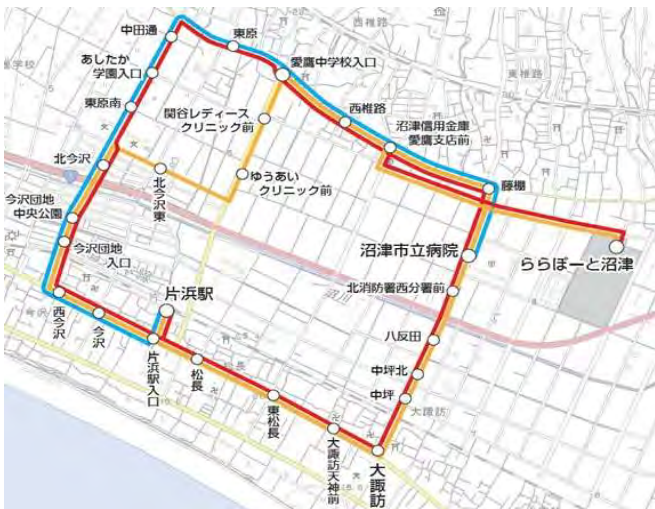 中田通
東原
あしたか
学園入口
愛鷹中学校入口
東原南
関谷レディース
クリニック前
西椎路
東椎路
沼津信用金庫
愛鷹支店前
北今沢
北今沢東
ゆうあい
クリニック前
藤棚
今沢団地
中央公園
今沢団地
入口
沼津市立病院
ららぽーと沼津
片浜駅
北消防署西分署前
西今沢
今沢
片浜駅入口
松長
八反田
中坪北
中坪
東松長
大諏訪
大諏訪天神前
大諏訪